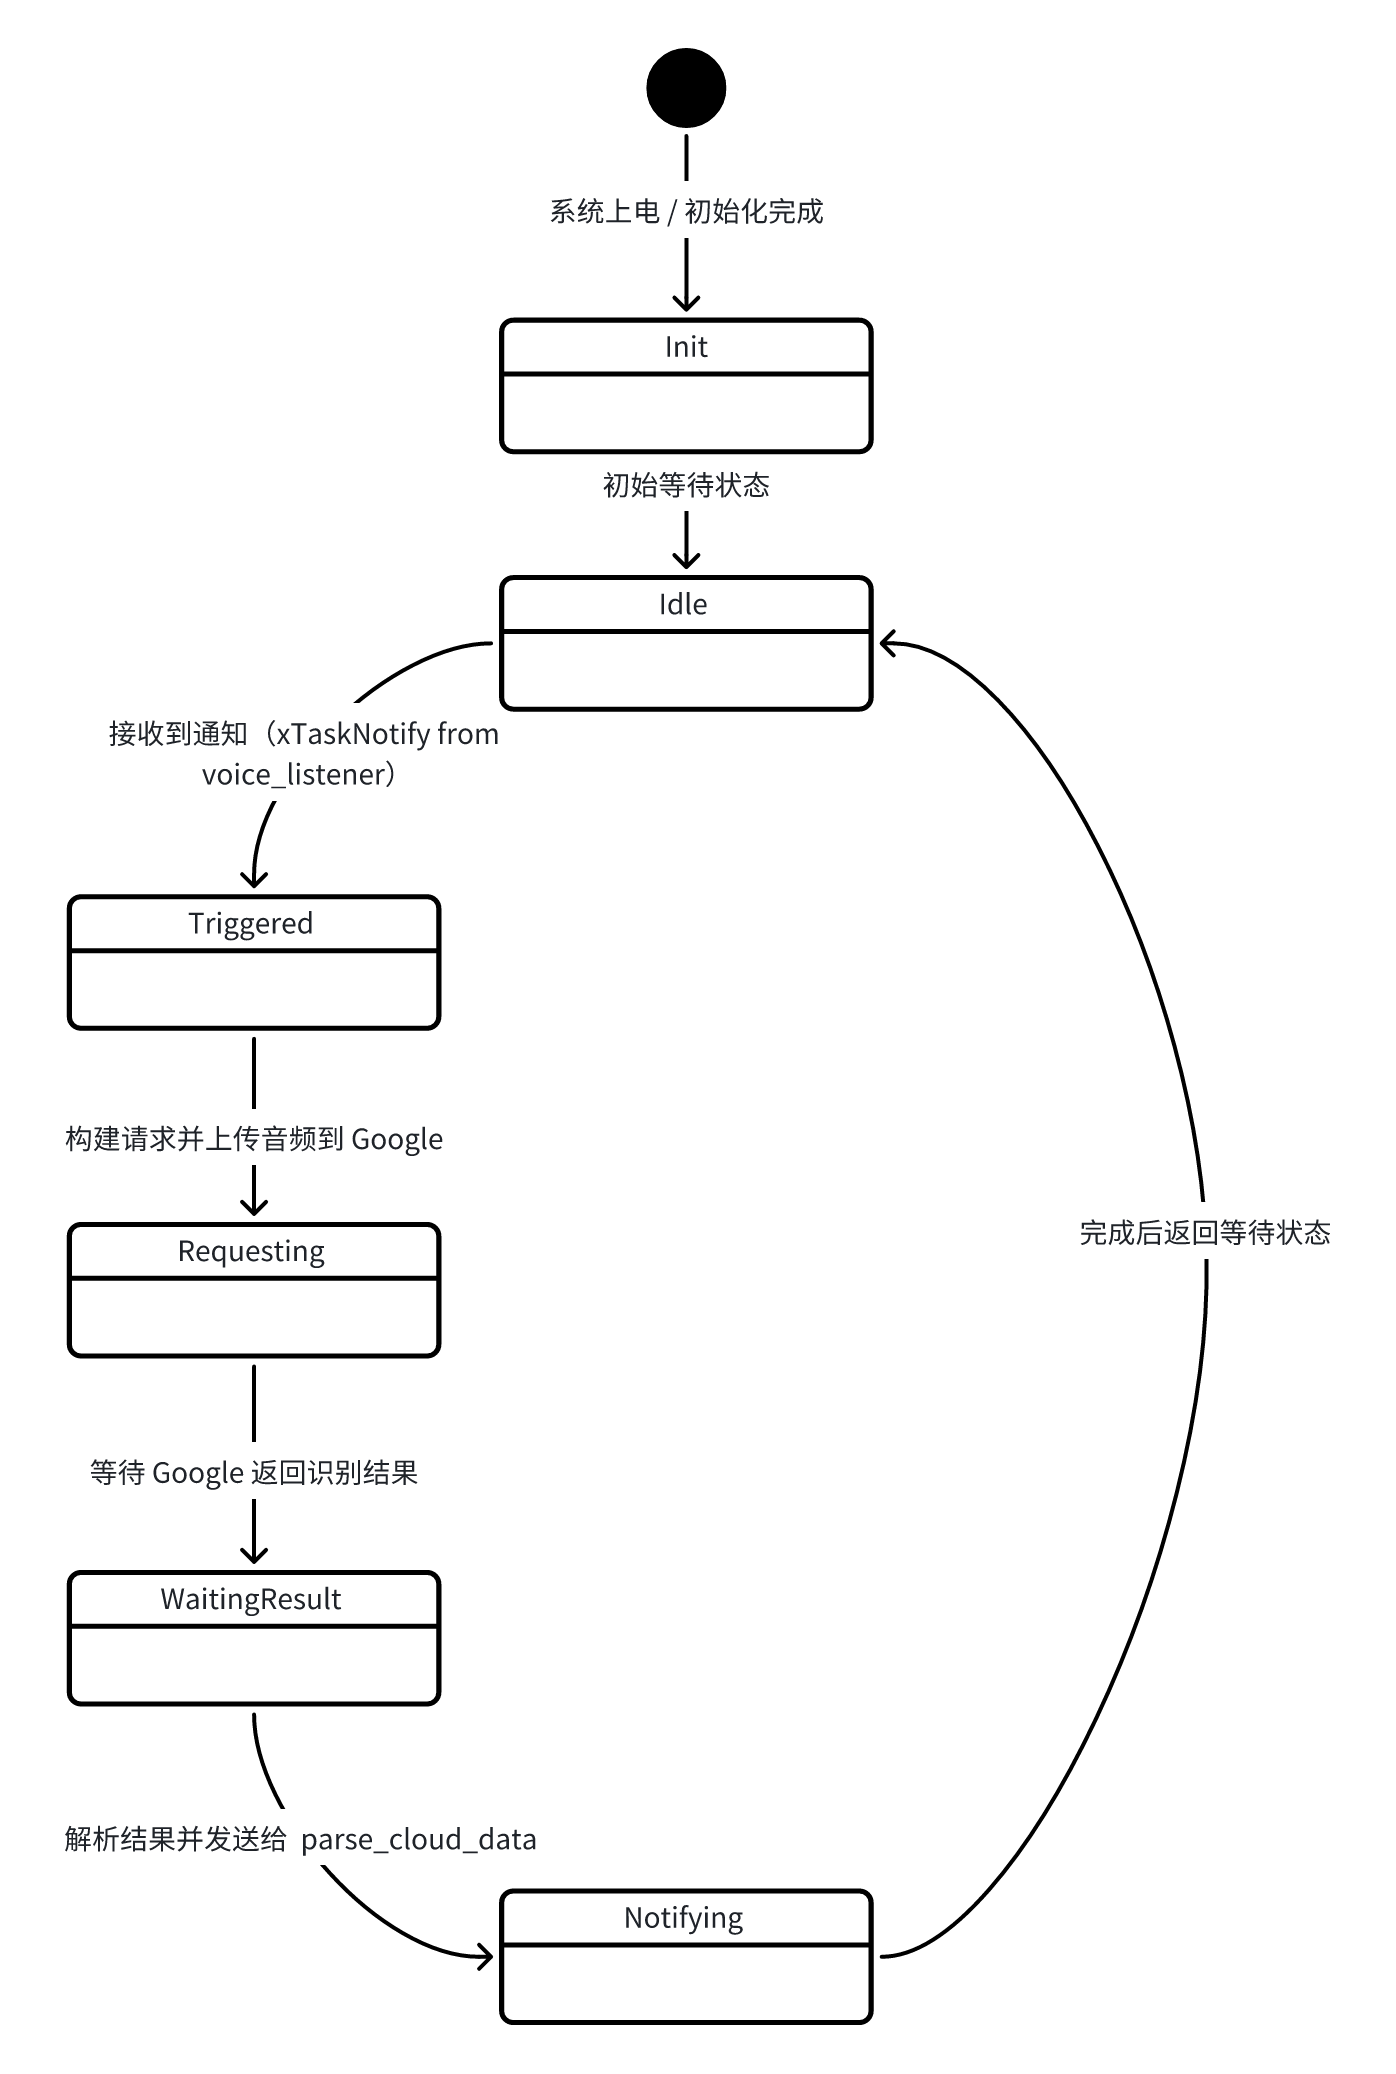 系统上电 / 初始化完成
Init
初始等待状态
Idle
接收到通知（xTaskNotify from
voice_listener）
Triggered
构建请求并上传音频到 Google
Requesting
完成后返回等待状态
等待 Google 返回识别结果
WaitingResult
解析结果并发送给 parse_cloud_data
Notifying